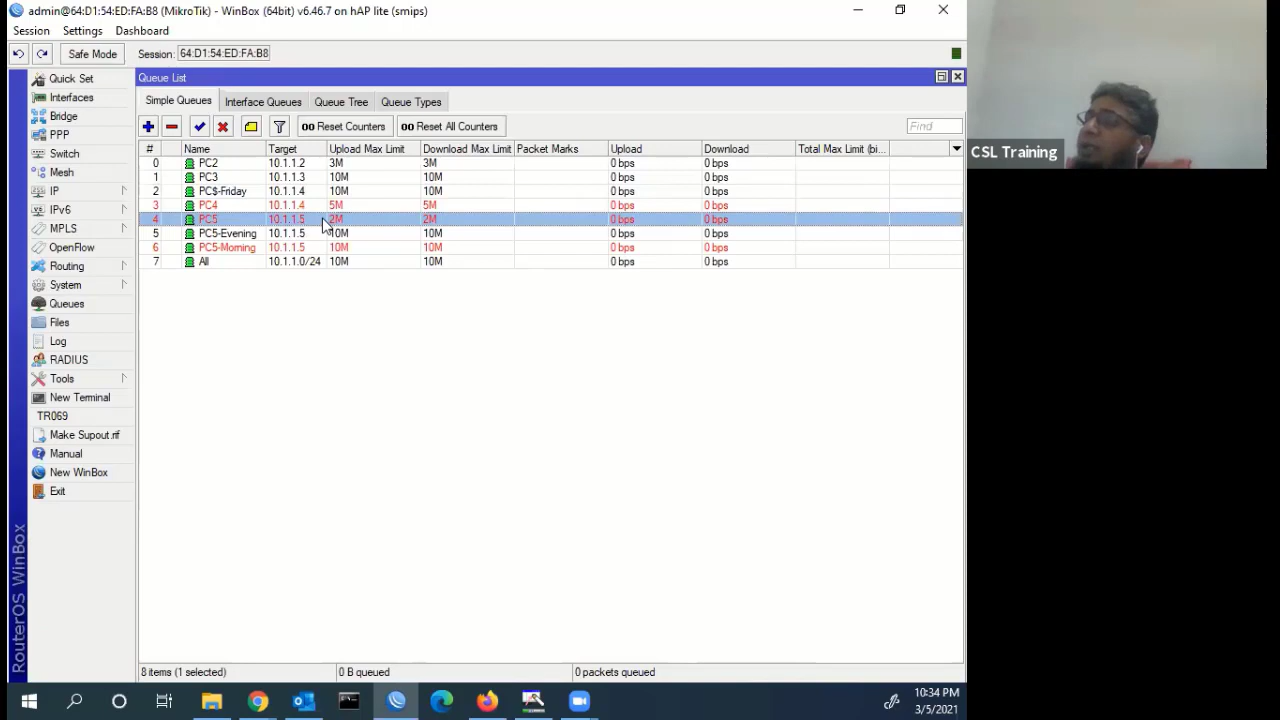 admin@64:D1:54:ED:FA:B8 (MikroTik) - WinBox (64bit) v6.46.7 on hAP lite (smips)
Session Settings Dashboard
Safe Mode Session: 64:D1:54:ED:FA:B8
Quick Set
Interfaces
Bridge
PPP
Switch
Mesh
IP
IPv6
MPLS
OpenFlow
Routing
System
Queues
Files
Log
RADIUS
Tools
New Terminal
TR069
Make Supout.rif
Manual
New WinBox
Exit
RouterOS WinBox
Queue List
Simple Queues Interface Queues Queue Tree Queue Types
00 Reset Counters 00 Reset All Counters Find
# Name Target Upload Max Limit Download Max Limit Packet Marks Upload Download Total Max Limit (bi...
0 PC2 10.1.1.2 3M 3M 0 bps 0 bps
1 PC3 10.1.1.3 10M 10M 0 bps 0 bps
2 PC$-Friday 10.1.1.4 10M 10M 0 bps 0 bps
3 PC4 10.1.1.4 5M 5M 0 bps 0 bps
4 PC5 10.1.1.5 2M 2M 0 bps 0 bps
5 PC5-Evening 10.1.1.5 10M 10M 0 bps 0 bps
6 PC5-Morning 10.1.1.5 10M 10M 0 bps 0 bps
7 All 10.1.1.0/24 10M 10M 0 bps 0 bps
8 items (1 selected) 0 B queued 0 packets queued
CSL Training
10:34 PM
3/5/2021